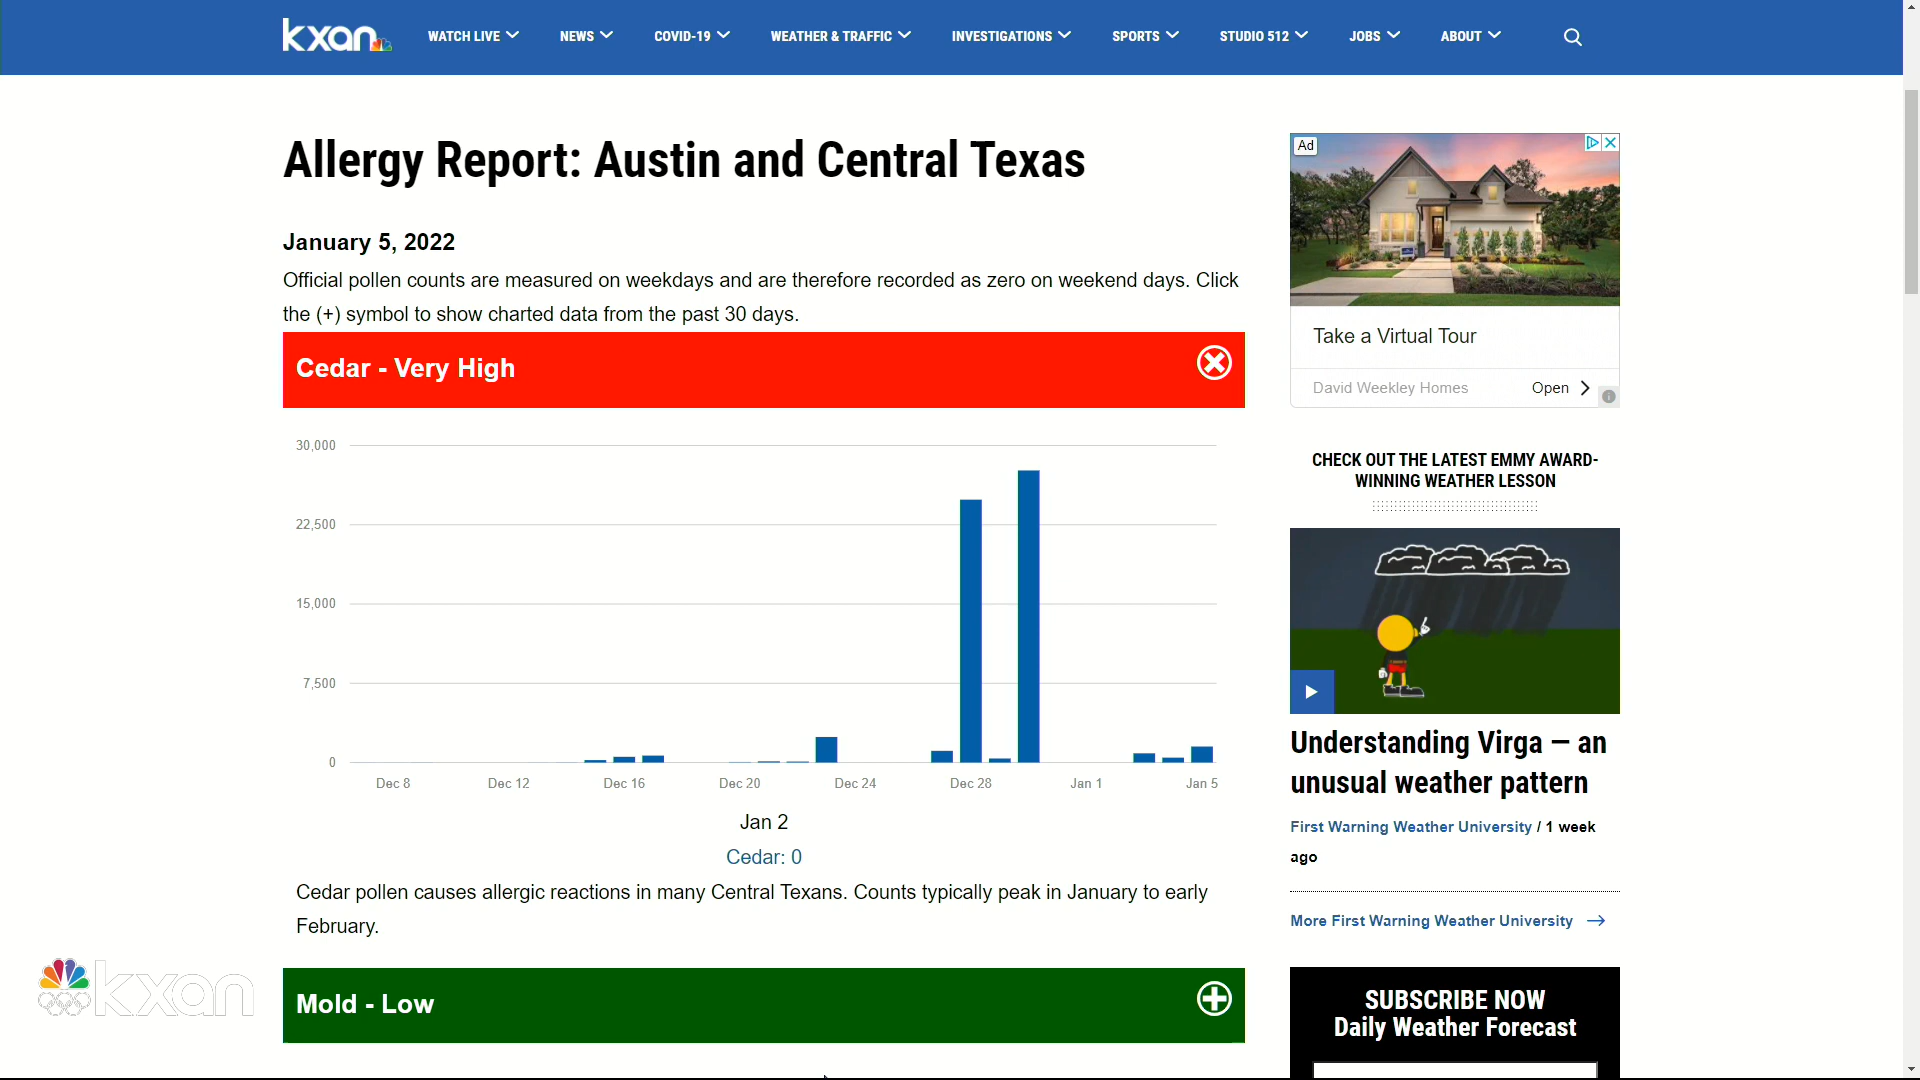 kxan
WATCH LIVE
NEWS
COVID-19
WEATHER & TRAFFIC
INVESTIGATIONS
SPORTS
STUDIO 512
JOBS
ABOUT
Allergy Report: Austin and Central Texas
January 5, 2022
Official pollen counts are measured on weekdays and are therefore recorded as zero on weekend days. Click
the (+) symbol to show charted data from the past 30 days.
Cedar - Very High
30,000
22,500
15,000
7,500
0
Dec 8
Dec 12
Dec 16
Dec 20
Dec 24
Dec 28
Jan 1
Jan 5
Jan 2
Cedar: 0
Cedar pollen causes allergic reactions in many Central Texans. Counts typically peak in January to early
February.
Mold - Low
Ad
Take a Virtual Tour
David Weekley Homes
Open
CHECK OUT THE LATEST EMMY AWARD-
WINNING WEATHER LESSON
Understanding Virga — an
unusual weather pattern
First Warning Weather University / 1 week
ago
More First Warning Weather University
SUBSCRIBE NOW
Daily Weather Forecast
kxan